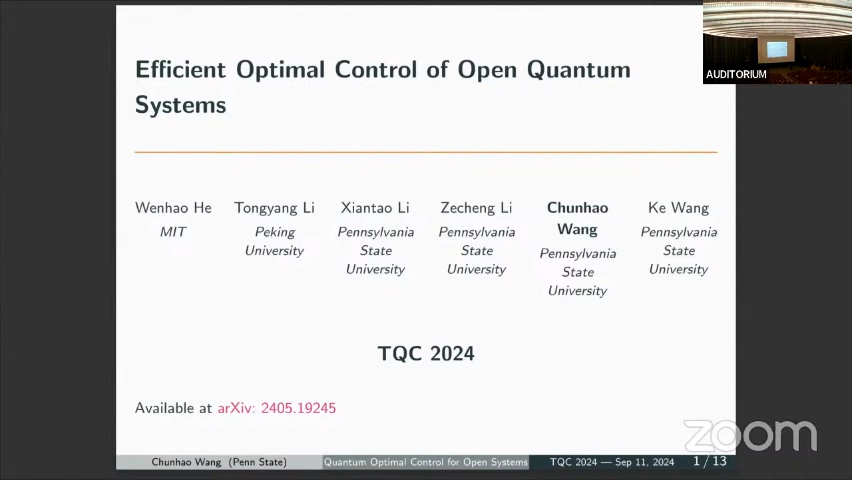 Efficient Optimal Control of Open Quantum
Systems
AUDITORIUM
Wenhao He
MIT
Tongyang Li
Peking
University
Xiantao Li
Pennsylvania
State
University
Zecheng Li
Pennsylvania
State
University
Chunhao
Wang
Pennsylvania
State
University
Ke Wang
Pennsylvania
State
University
TQC 2024
Available at arXiv: 2405.19245
zoom
Chunhao Wang (Penn State)
Quantum Optimal Control for Open Systems
TQC 2024 — Sep 11, 2024
1 / 13